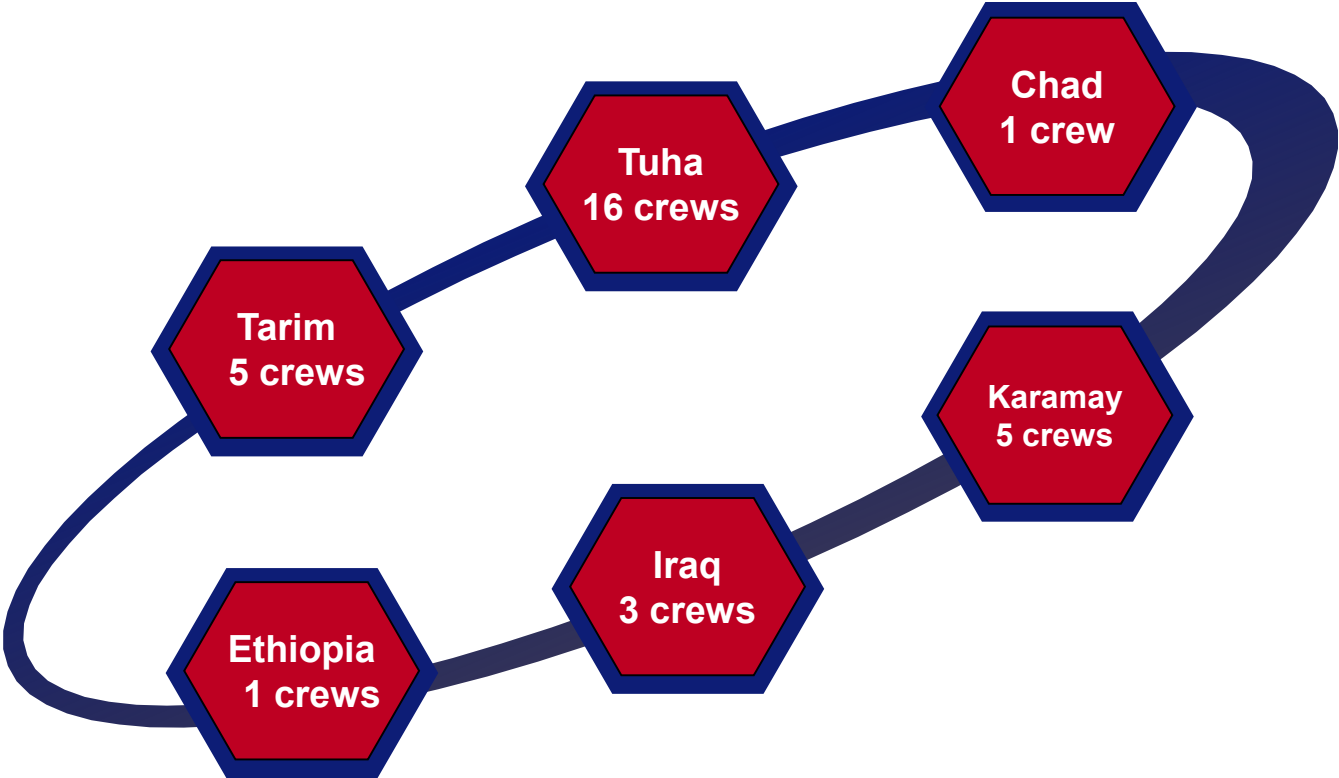 Chad
1 crew
Tuha
16 crews
Tarim
5 crews
Karamay
5 crews
Iraq
3 crews
Ethiopia
1 crews